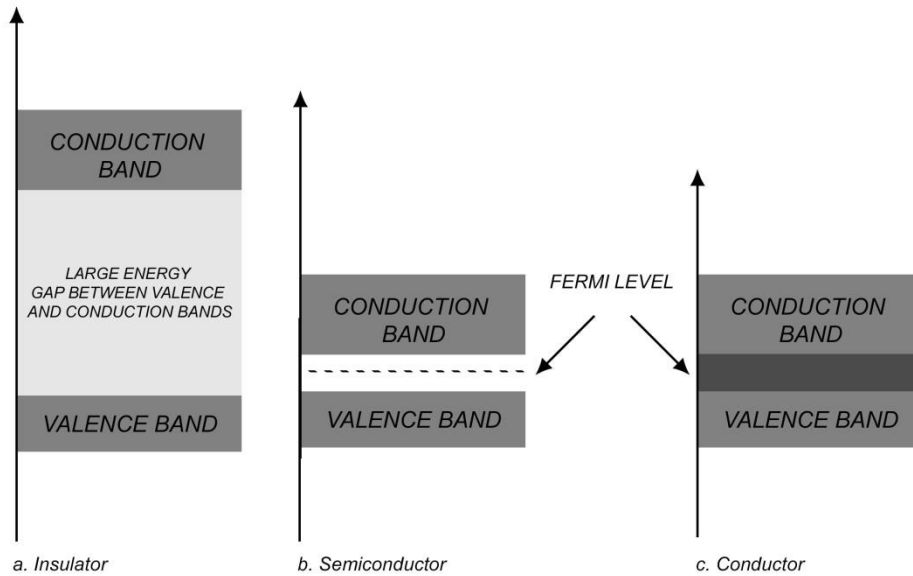 CONDUCTION
BAND
LARGE ENERGY
GAP BETWEEN VALENCE
AND CONDUCTION BANDS
VALENCE BAND
a. Insulator
CONDUCTION
BAND
VALENCE BAND
b. Semiconductor
FERMI LEVEL
CONDUCTION
BAND
VALENCE BAND
c. Conductor